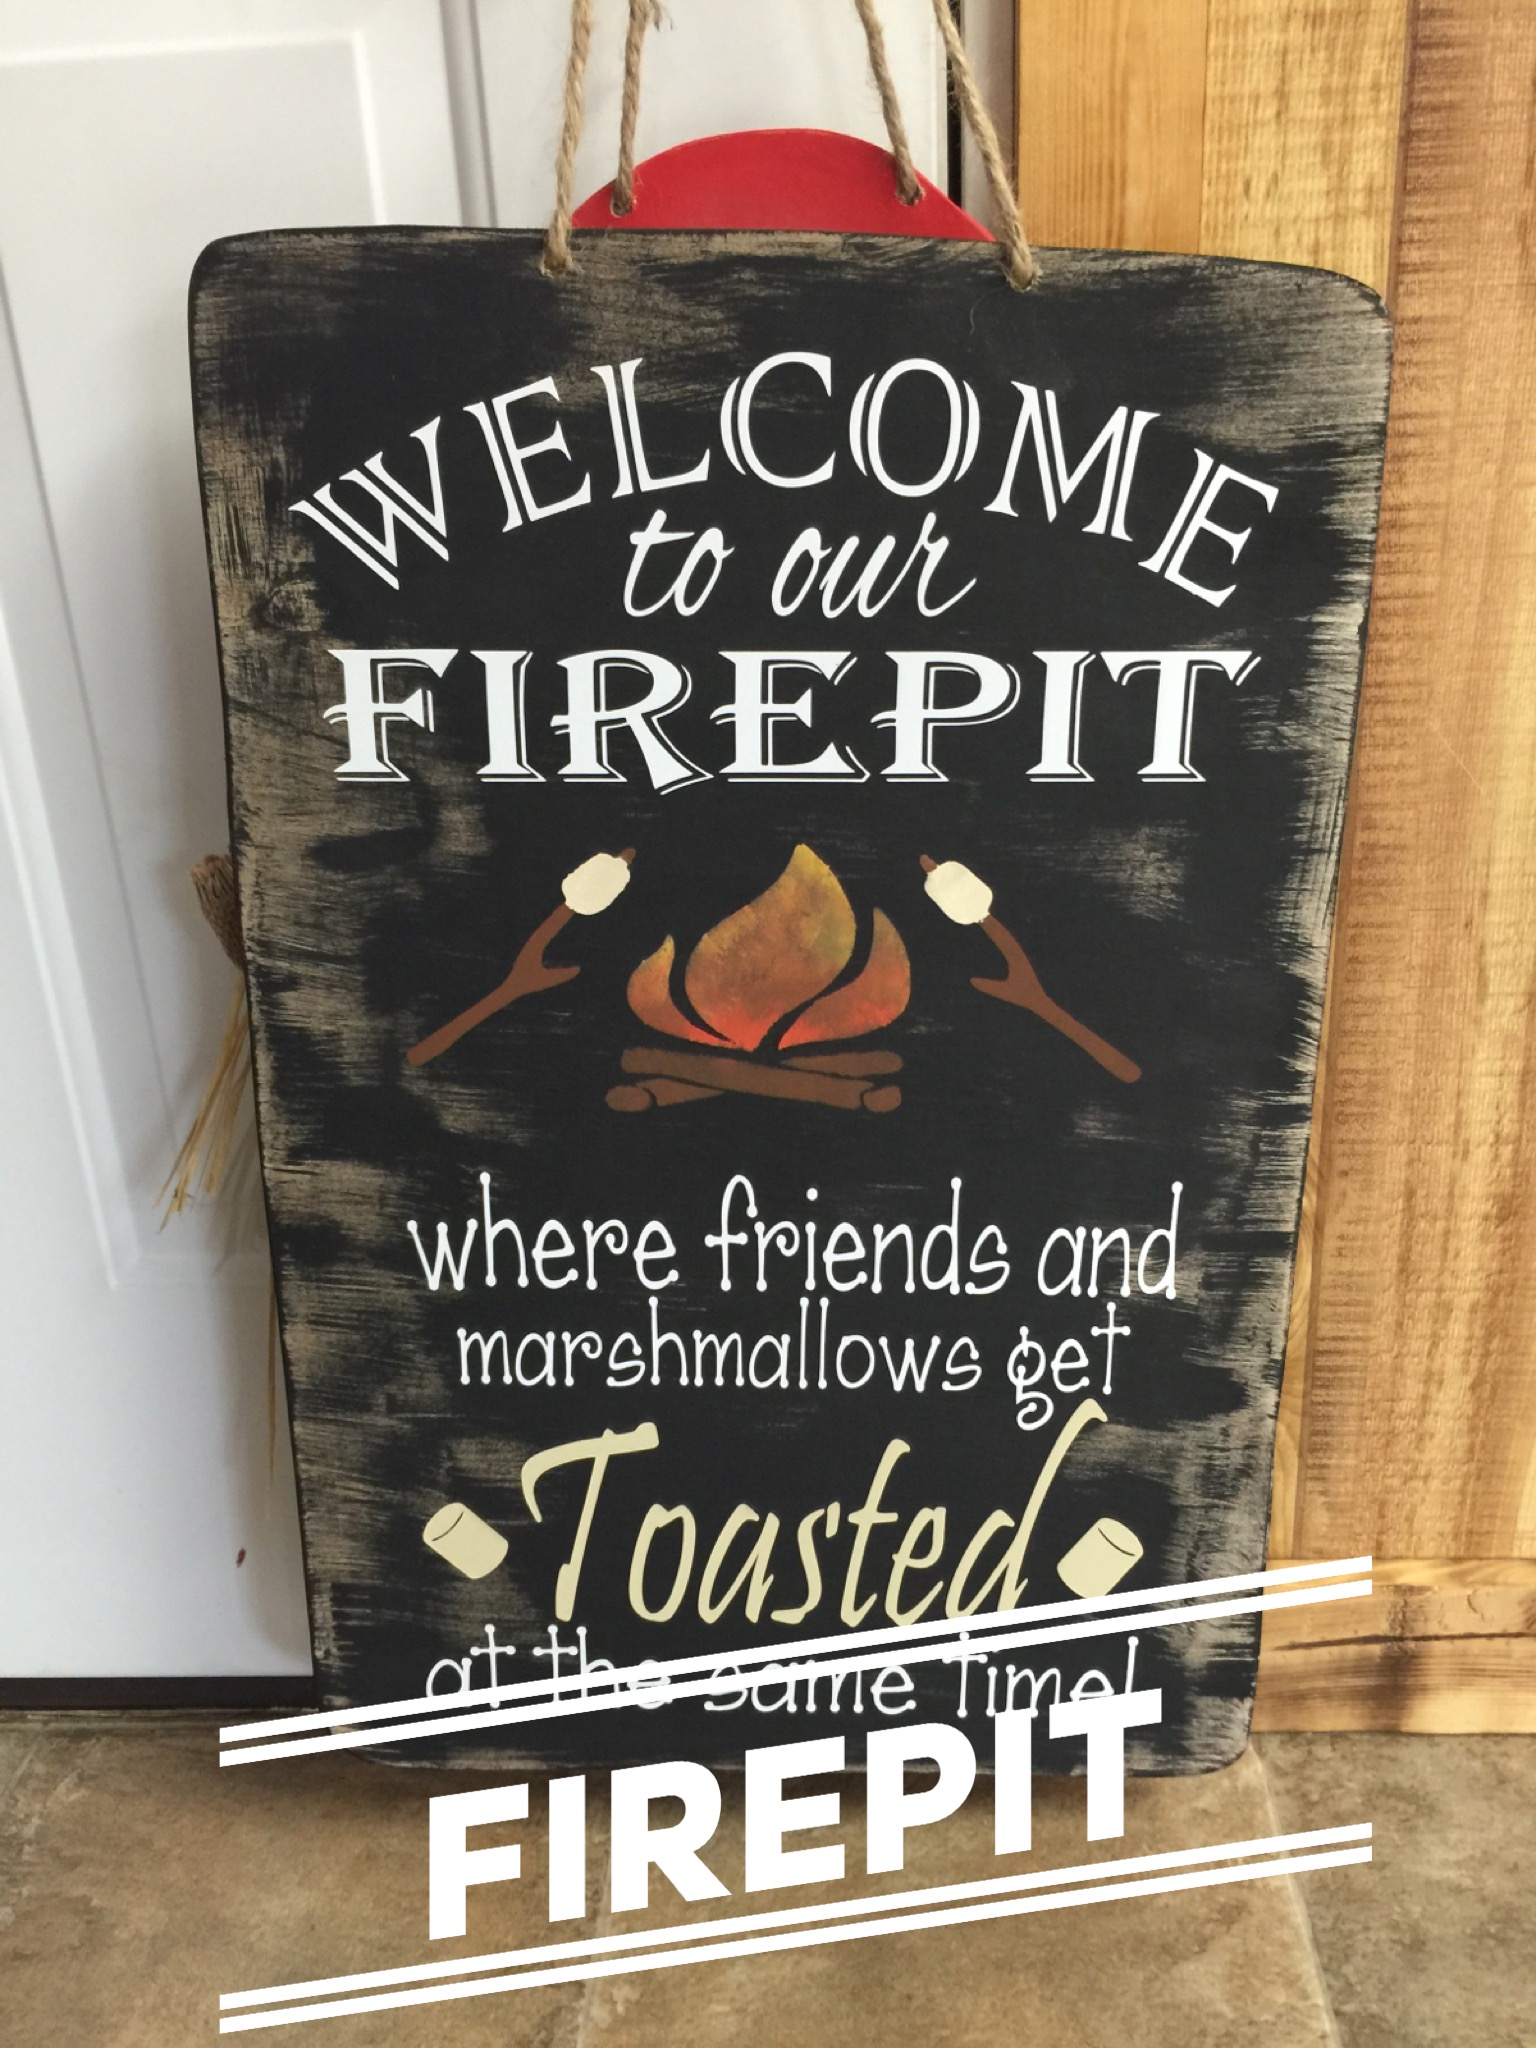 WELCOME
to our
FIREPIT
where friends and
marshmallows get
Toasted
at the same time!
FIREPIT